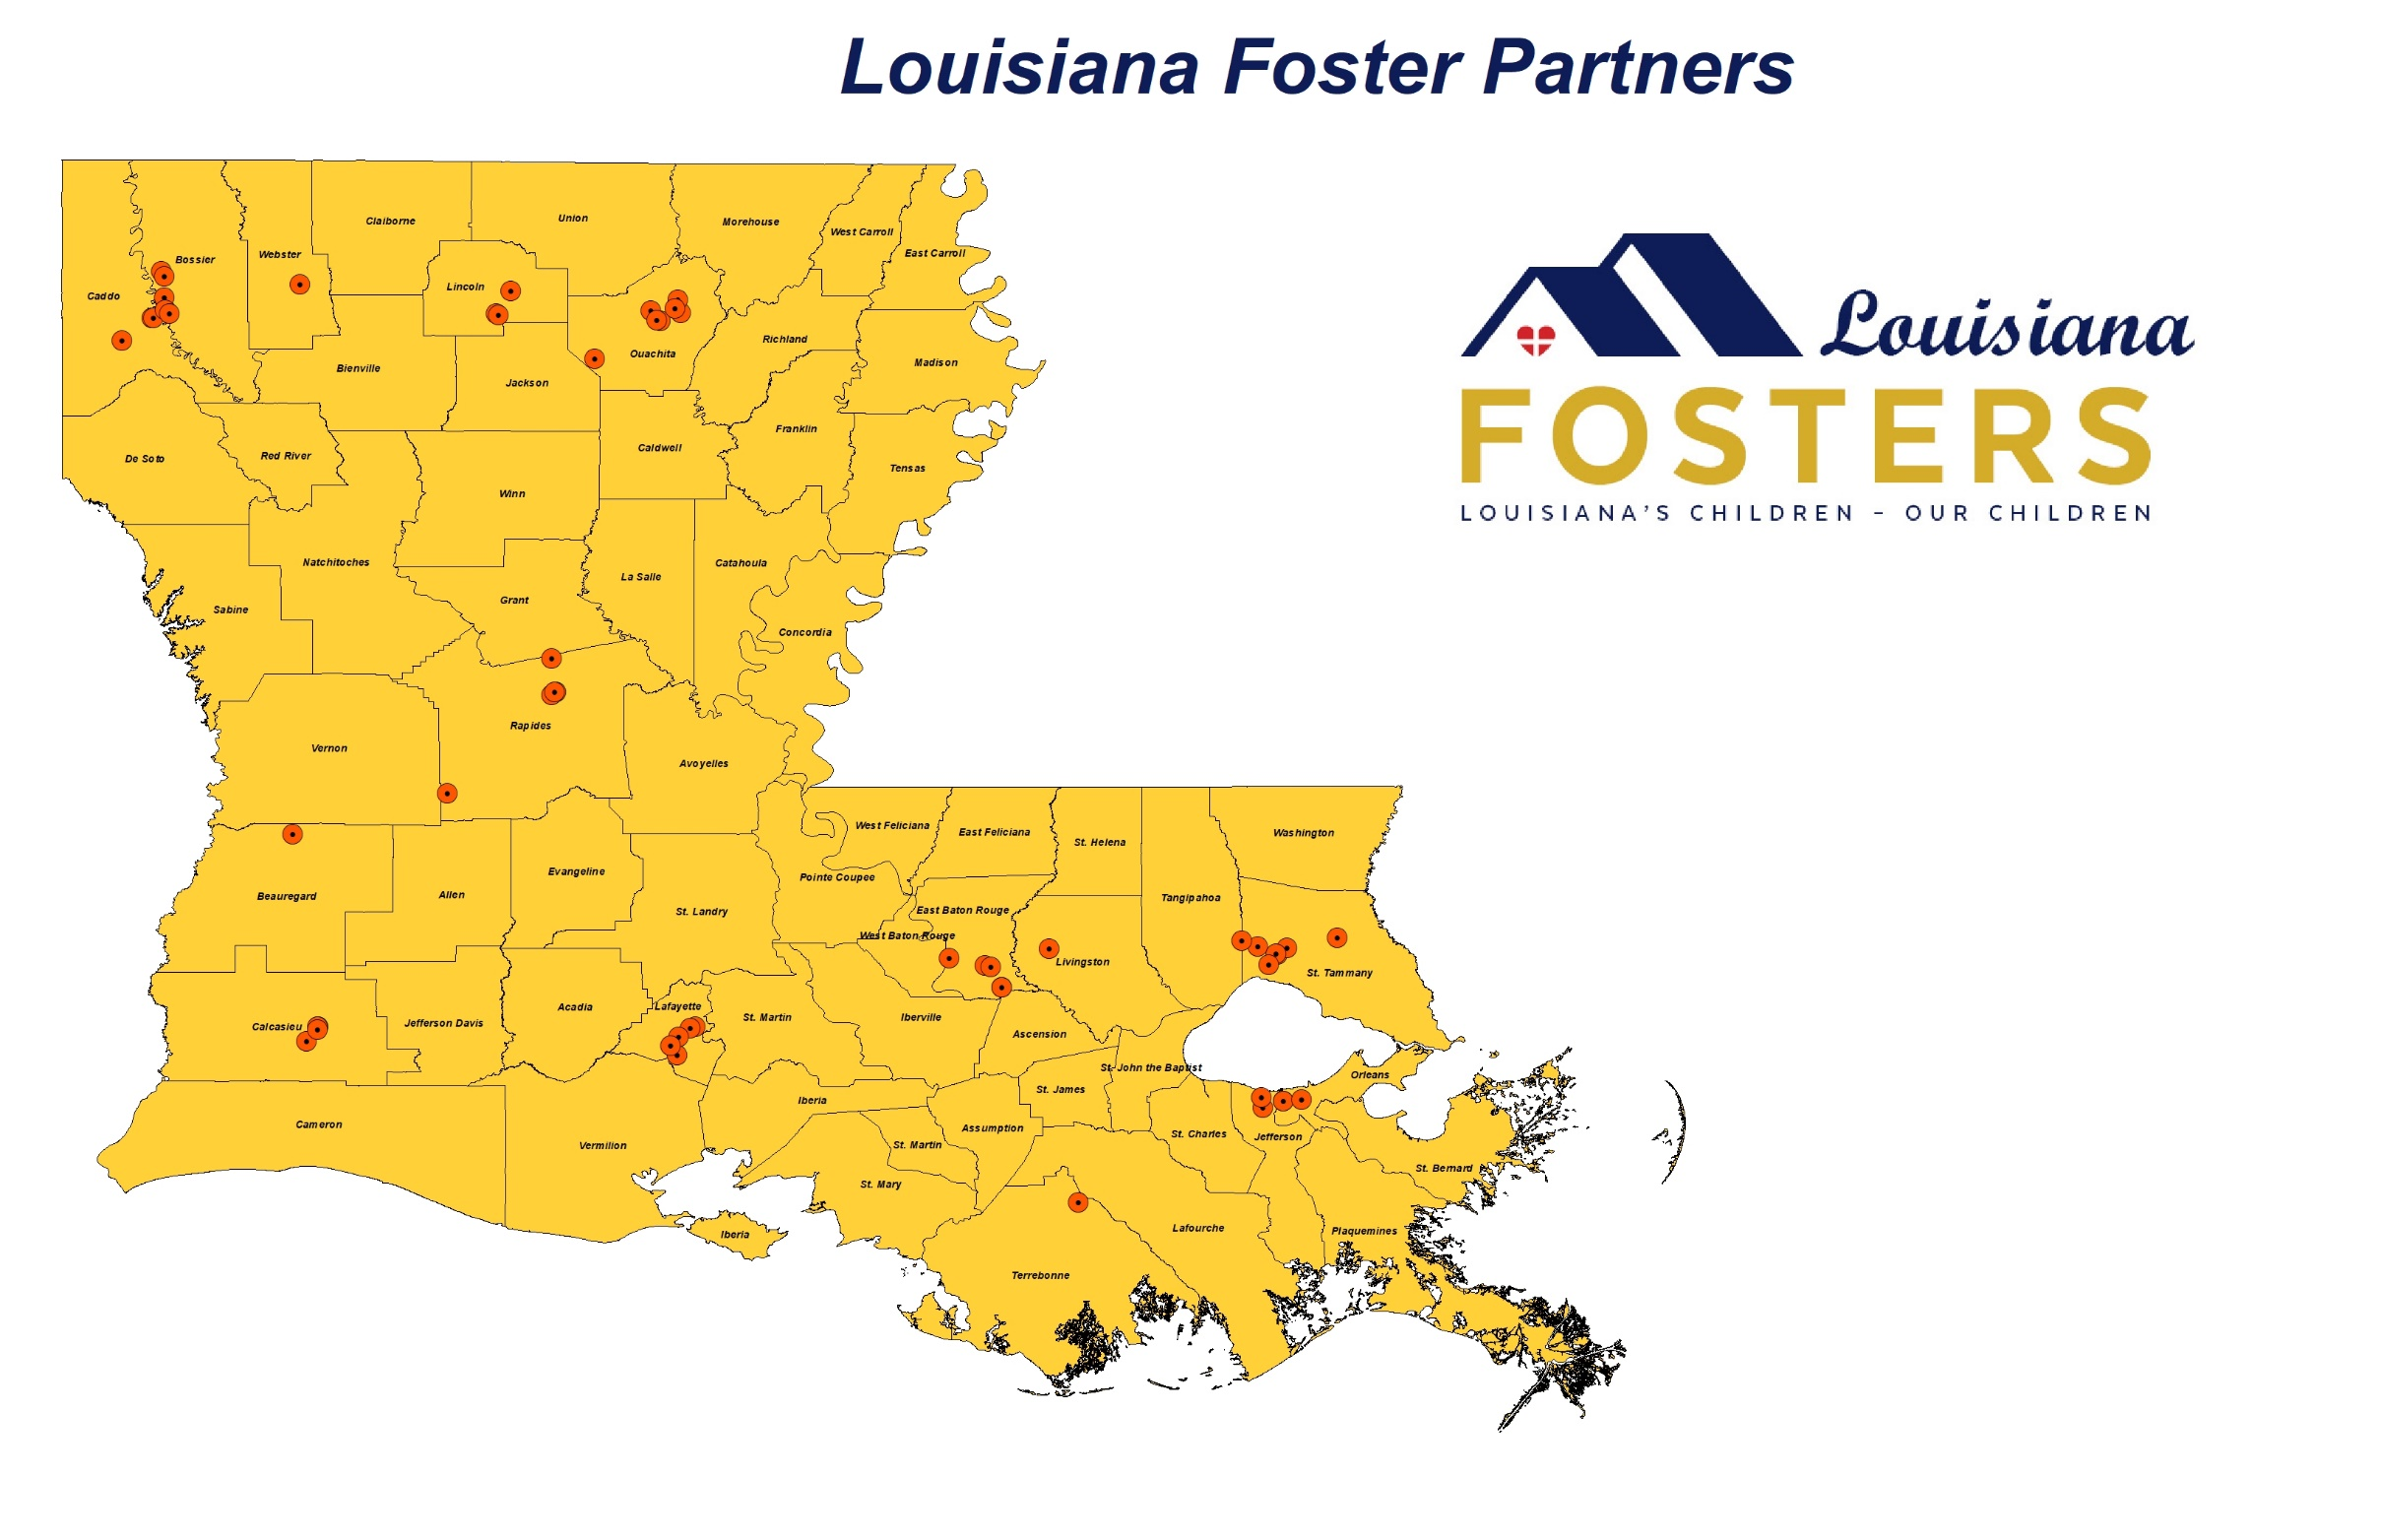 Louisiana Foster Partners
Louisiana
FOSTERS
LOUISIANA'S CHILDREN - OUR CHILDREN
Claiborne
Union
Morehouse
West Carroll
East Carroll
Bossier
Webster
Caddo
Lincoln
Ouachita
Richland
Madison
Bienville
Jackson
Franklin
Caldwell
De Soto
Red River
Tensas
Winn
Natchitoches
La Salle
Catahoula
Grant
Sabine
Concordia
Rapides
Vernon
Avoyelles
West Feliciana
East Feliciana
St. Helena
Washington
Pointe Coupee
Evangeline
Beauregard
Allen
Tangipahoa
St. Landry
East Baton Rouge
West Baton Rouge
Livingston
St. Tammany
Acadia
Lafayette
St. Martin
Iberville
Calcasieu
Jefferson Davis
Ascension
St. John the Baptist
Orleans
St. James
Iberia
Cameron
Assumption
St. Charles
Jefferson
Vermilion
St. Martin
St. Bernard
St. Mary
Lafourche
Plaquemines
Iberia
Terrebonne